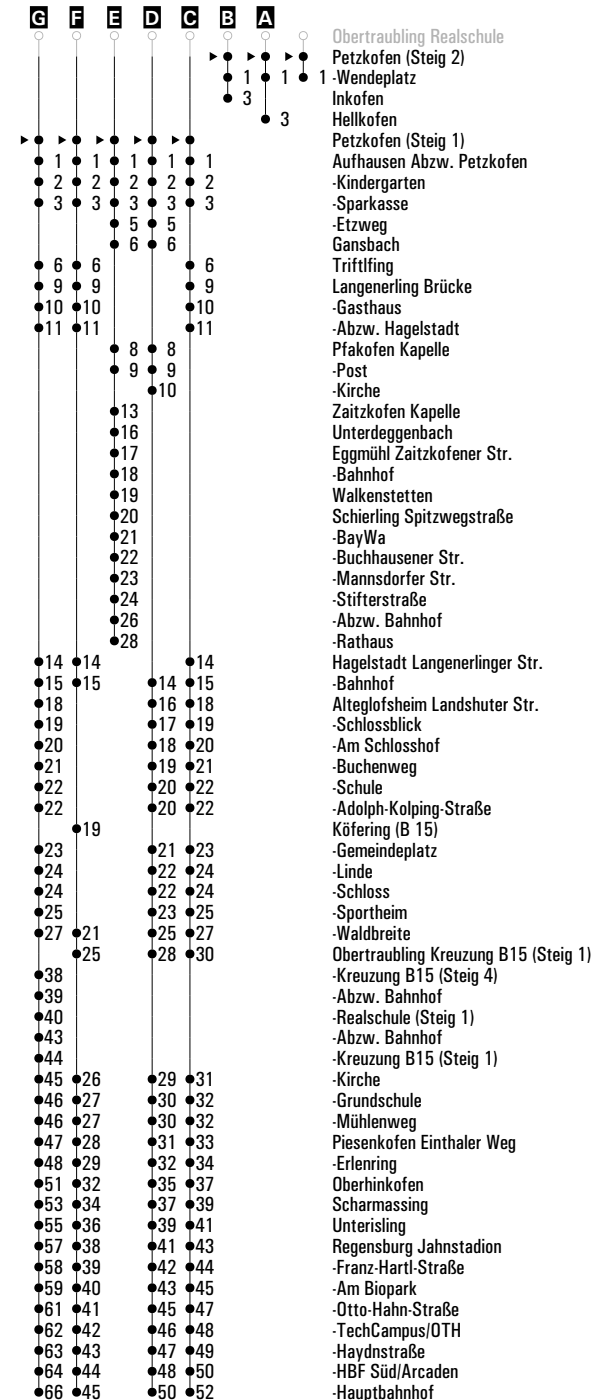 G F E D C B A
Obertraubling Realschule
Petzkofen (Steig 2)
1 1 1 -Wendeplatz
3 Inkofen
3 Hellkofen
Petzkofen (Steig 1)
1 1 1 1 1 Aufhausen Abzw. Petzkofen
2 2 2 2 2 -Kindergarten
3 3 3 3 3 -Sparkasse
5 5 -Etzweg
6 6 Gansbach
6 6 6 Triftlfing
9 9 9 Langenerling Brücke
10 10 10 -Gasthaus
11 11 11 -Abzw. Hagelstadt
8 8 Pfakofen Kapelle
9 9 -Post
10 -Kirche
13 Zaitzkofen Kapelle
16 Unterdeggenbach
17 Eggmühl Zaitzkofener Str.
18 -Bahnhof
19 Walkenstetten
20 Schierling Spitzwegstraße
21 -BayWa
22 -Buchhausener Str.
23 -Mannsdorfer Str.
24 -Stifterstraße
26 -Abzw. Bahnhof
28 -Rathaus
14 14 14 Hagelstadt Langenerlinger Str.
15 15 14 15 -Bahnhof
18 16 18 Alteglofsheim Landshuter Str.
19 17 19 -Schlossblick
20 18 20 -Am Schlosshof
21 19 21 -Buchenweg
22 20 22 -Schule
22 20 22 -Adolph-Kolping-Straße
19 Köfering (B 15)
23 21 23 -Gemeindeplatz
24 22 24 -Linde
24 22 24 -Schloss
25 23 25 -Sportheim
27 21 25 27 -Waldbreite
25 28 30 Obertraubling Kreuzung B15 (Steig 1)
38 -Kreuzung B15 (Steig 4)
39 -Abzw. Bahnhof
40 -Realschule (Steig 1)
43 -Abzw. Bahnhof
44 -Kreuzung B15 (Steig 1)
45 26 29 31 -Kirche
46 27 30 32 -Grundschule
46 27 30 32 -Mühlenweg
47 28 31 33 Piesenkofen Einthaler Weg
48 29 32 34 -Erlenring
51 32 35 37 Oberhinkofen
53 34 37 39 Scharmassing
55 36 39 41 Unterisling
57 38 41 43 Regensburg Jahnstadion
58 39 42 44 -Franz-Hartl-Straße
59 40 43 45 -Am Biopark
61 41 45 47 -Otto-Hahn-Straße
62 42 46 48 -TechCampus/OTH
63 43 47 49 -Haydnstraße
64 44 48 50 -HBF Süd/Arcaden
66 45 50 52 -Hauptbahnhof